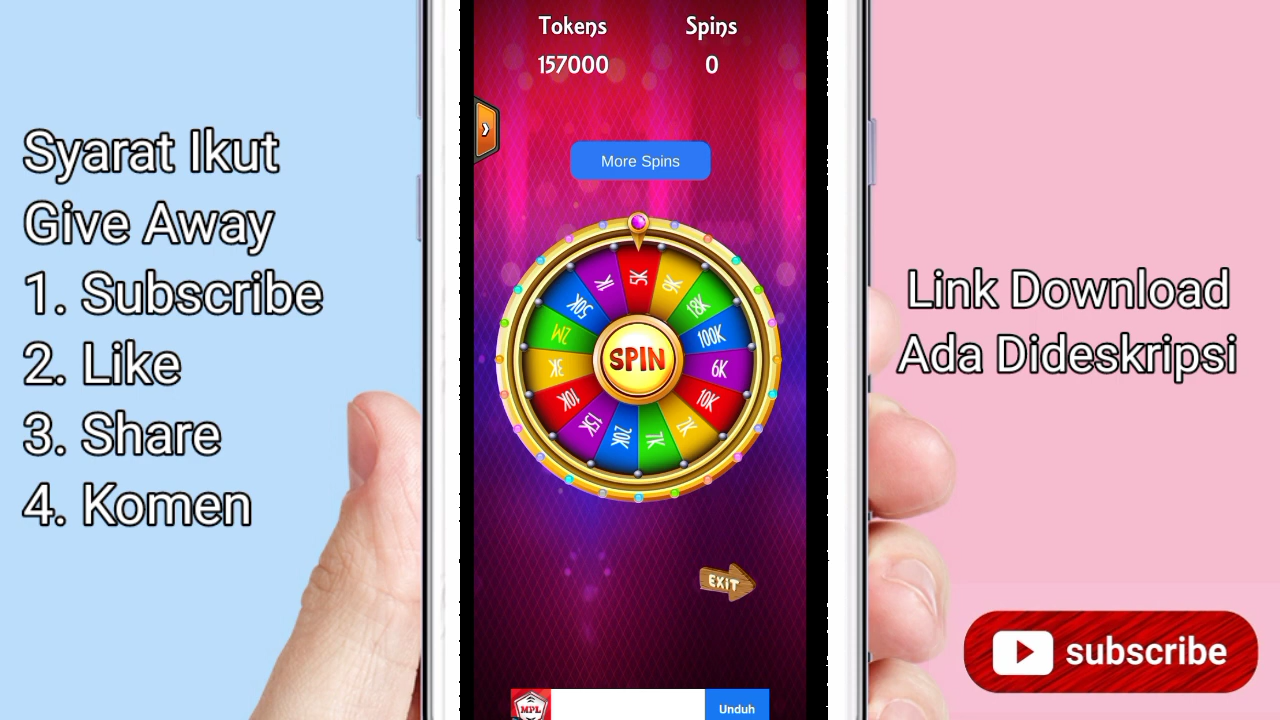 Syarat Ikut
Give Away
1. Subscribe
2. Like
3. Share
4. Komen
Tokens
Spins
157000
0
More Spins
5K
9K
18K
100K
6K
10K
2K
7K
20K
15K
10K
3K
2M
50K
1K
SPIN
EXIT
MPL
Unduh
Link Download
Ada Dideskripsi
subscribe